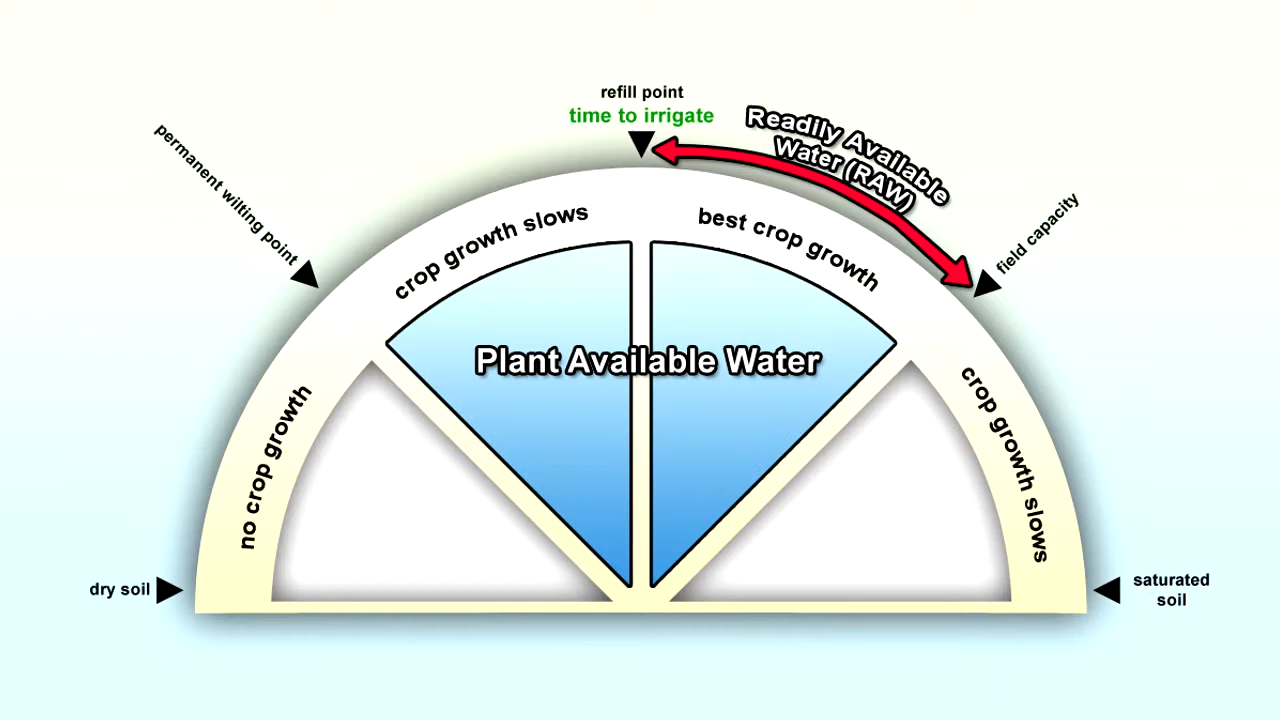 refill point
time to irrigate
Readily Available
Water (RAW)
permanent wilting point
field capacity
crop growth slows
best crop growth
Plant Available Water
no crop growth
crop growth slows
dry soil
saturated
soil